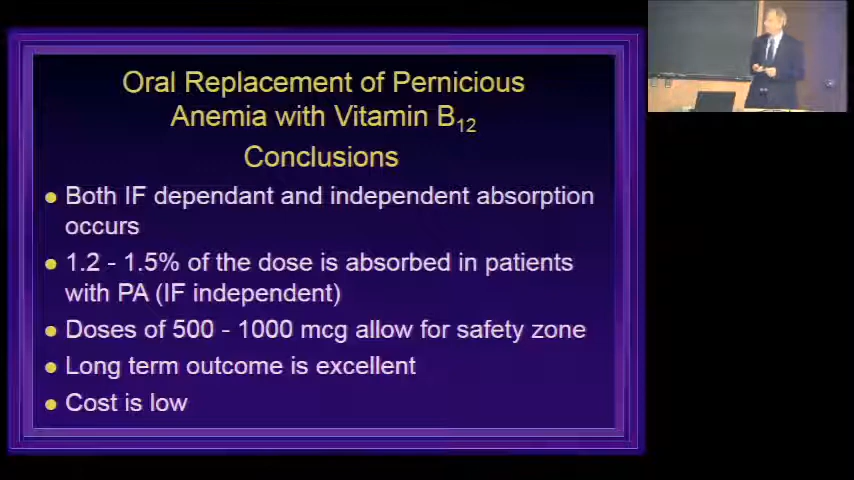 Oral Replacement of Pernicious
Anemia with Vitamin B12
Conclusions
Both IF dependant and independent absorption
occurs
1.2 - 1.5% of the dose is absorbed in patients
with PA (IF independent)
Doses of 500 - 1000 mcg allow for safety zone
Long term outcome is excellent
Cost is low